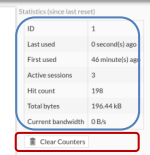 Statistics (since last reset)
ID 1
Last used 0 second(s) ago
First used 46 minute(s) ago
Active sessions 3
Hit count 198
Total bytes 196.44 kB
Current bandwidth 0 B/s
Clear Counters